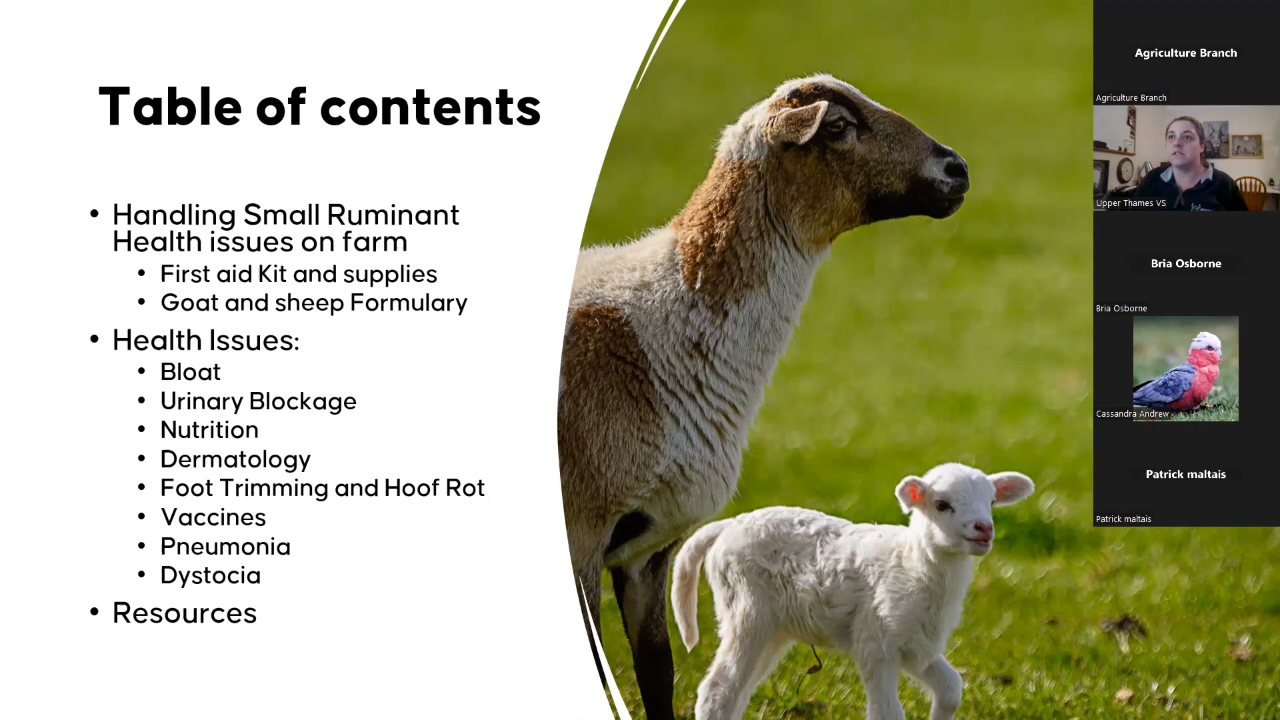 Table of contents
• Handling Small Ruminant
Health issues on farm
• First aid Kit and supplies
• Goat and sheep Formulary
• Health Issues:
• Bloat
• Urinary Blockage
• Nutrition
• Dermatology
• Foot Trimming and Hoof Rot
• Vaccines
• Pneumonia
• Dystocia
• Resources
Agriculture Branch
Agriculture Branch
Upper Thames VS
Bria Osborne
Bria Osborne
Cassandra Andrew
Patrick maltais
Patrick maltais